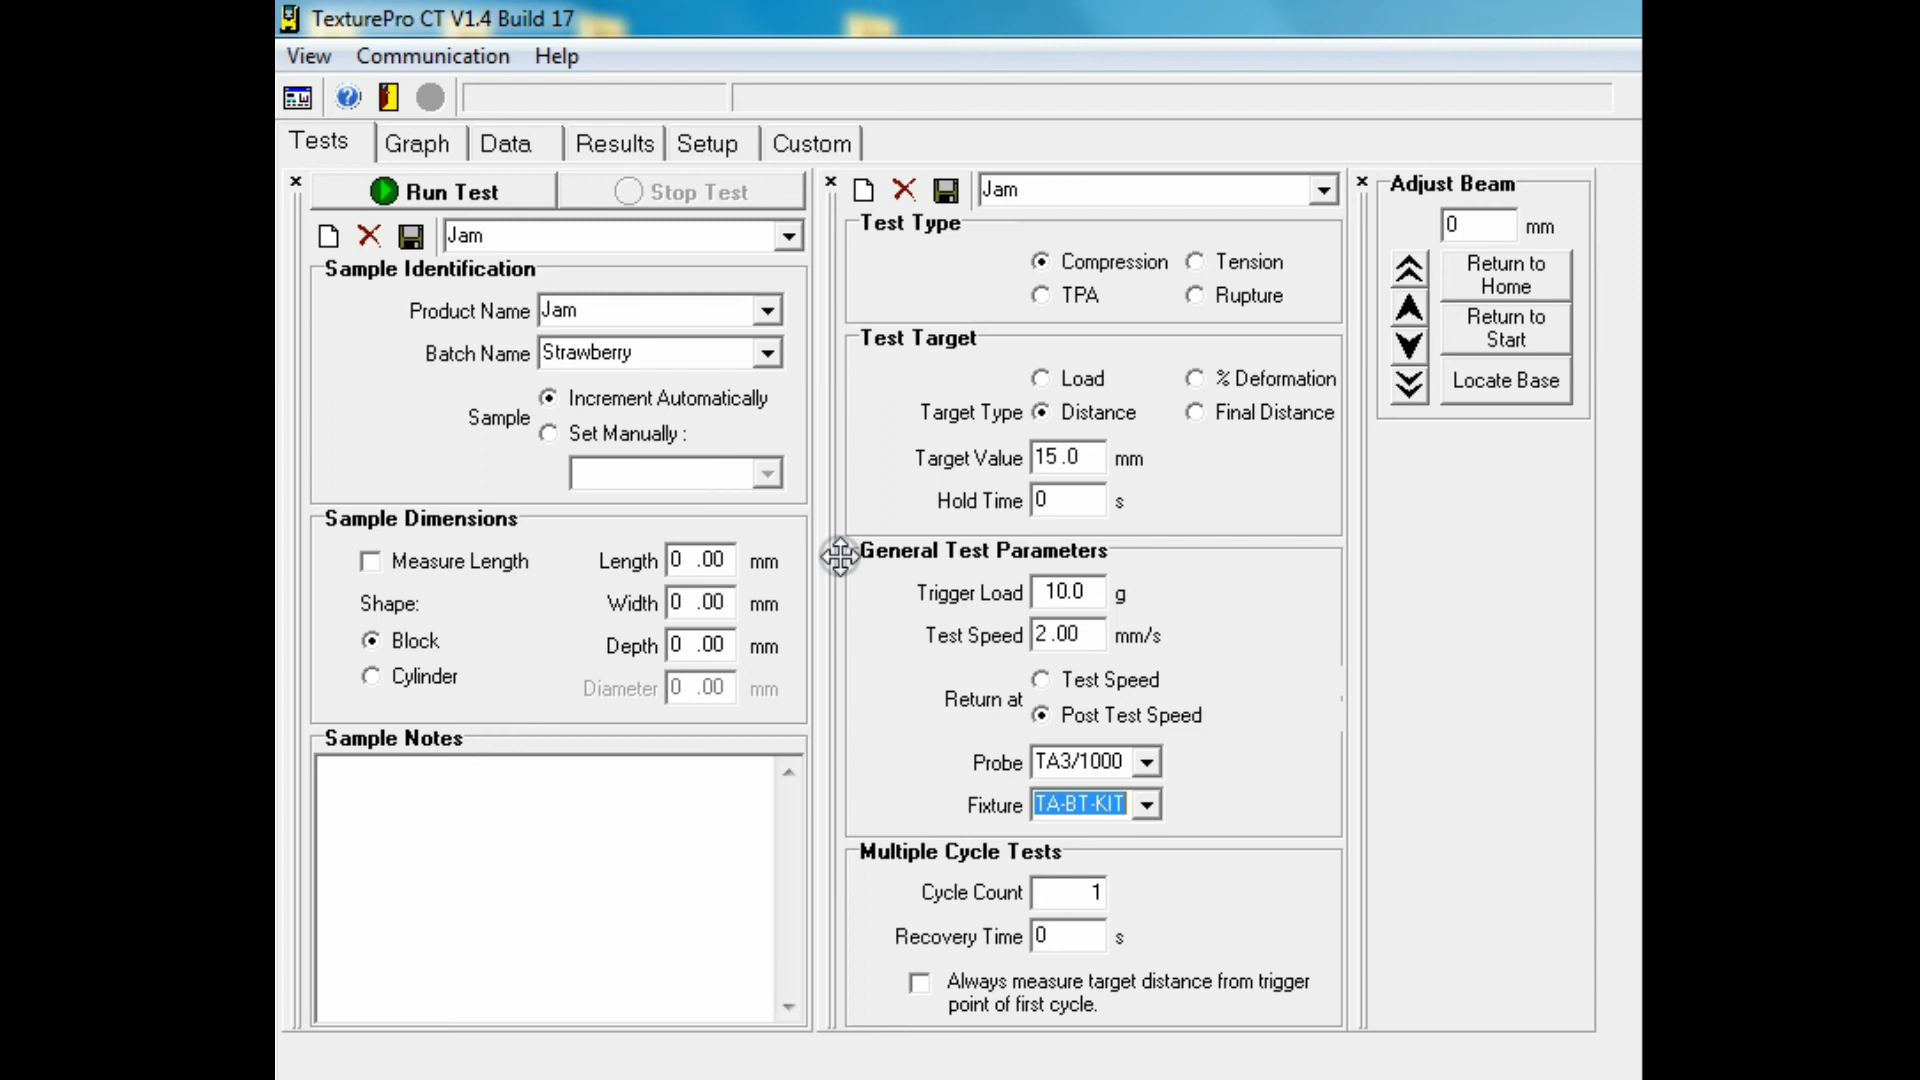 TexturePro CT V1.4 Build 17
View Communication Help
Tests Graph Data Results Setup Custom
Run Test Stop Test
Jam
Sample Identification
Product Name Jam
Batch Name Strawberry
Sample
Increment Automatically
Set Manually :
Sample Dimensions
Measure Length Length 0 .00 mm
Shape: Width 0 .00 mm
Block Depth 0 .00 mm
Cylinder Diameter 0 .00 mm
Sample Notes
Jam
Test Type
Compression Tension
TPA Rupture
Test Target
Load % Deformation
Target Type Distance Final Distance
Target Value 15 .0 mm
Hold Time 0 s
General Test Parameters
Trigger Load 10.0 g
Test Speed 2 .00 mm/s
Return at
Test Speed
Post Test Speed
Probe TA3/1000
Fixture TA-BT-KIT
Multiple Cycle Tests
Cycle Count 1
Recovery Time 0 s
Always measure target distance from trigger
point of first cycle.
Adjust Beam
0 mm
Return to
Home
Return to
Start
Locate Base